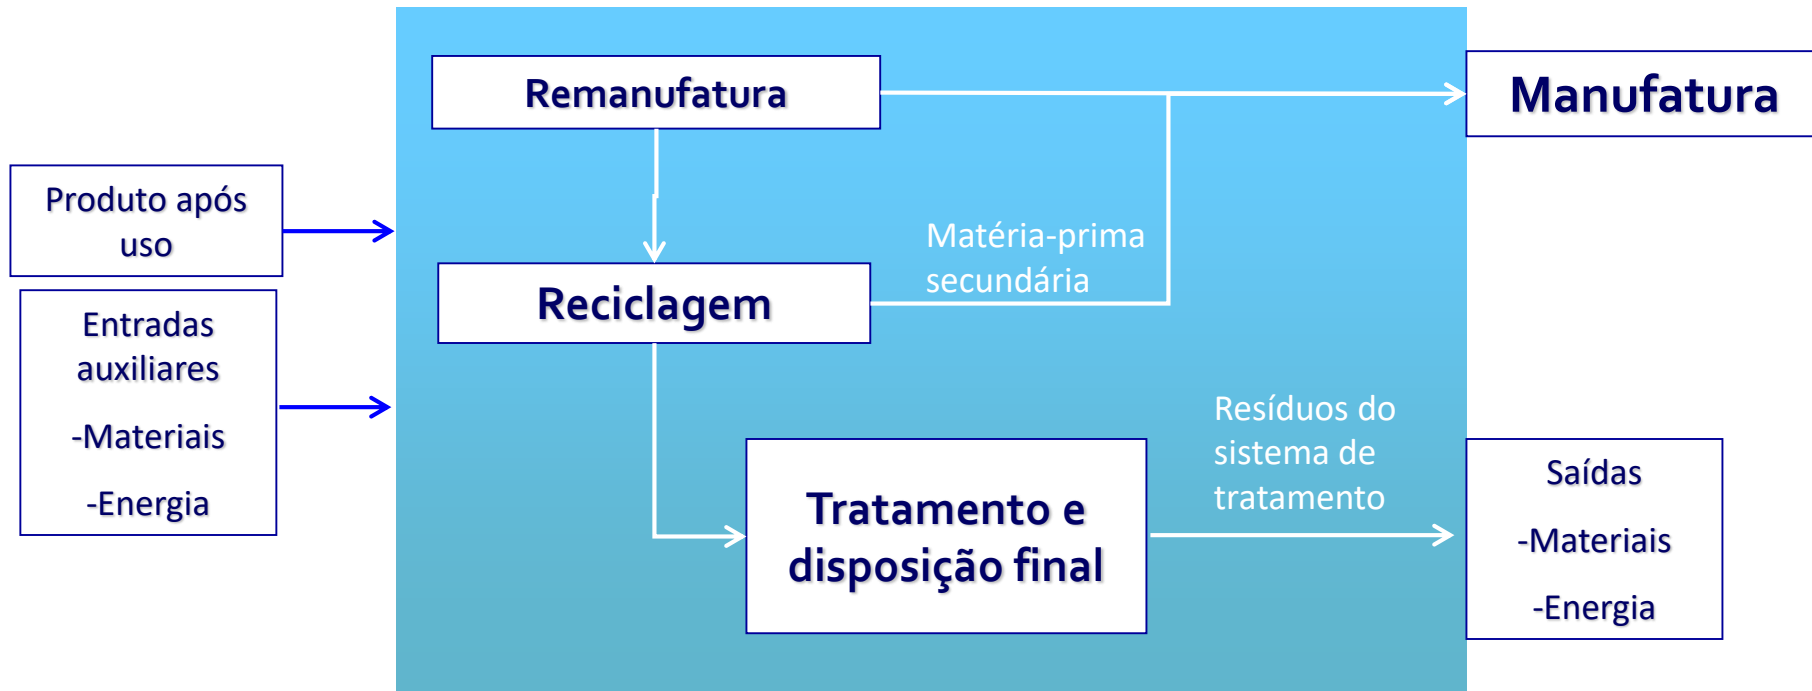 Remanufatura
Manufatura
Produto após
uso
Matéria-prima
secundária
Reciclagem
Entradas
auxiliares
-Materiais
-Energia
Resíduos do
sistema de
tratamento
Tratamento e
disposição final
Saídas
-Materiais
-Energia